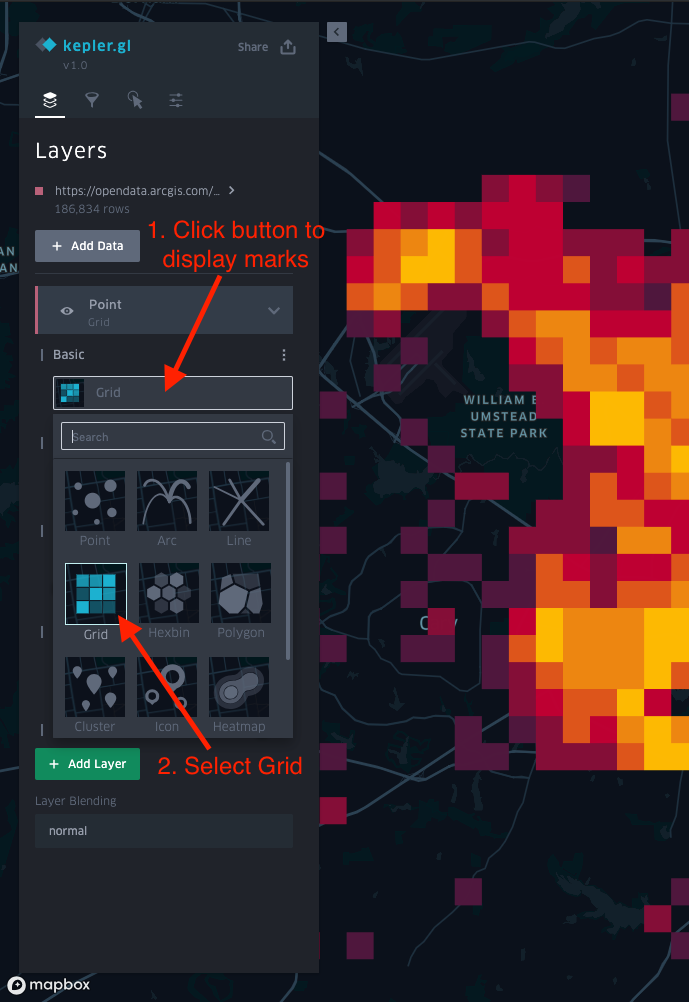 kepler.gl
v1.0
Share
Layers
https://opendata.arcgis.com/...
186,834 rows
+ Add Data
1. Click button to
display marks
Point
Grid
Basic
Grid
Search
Point Arc Line
Grid Hexbin Polygon
Cluster Icon Heatmap
+ Add Layer
2. Select Grid
Layer Blending
normal
mapbox
AN
AN
WILLIAM B
UMSTEAD
STATE PARK